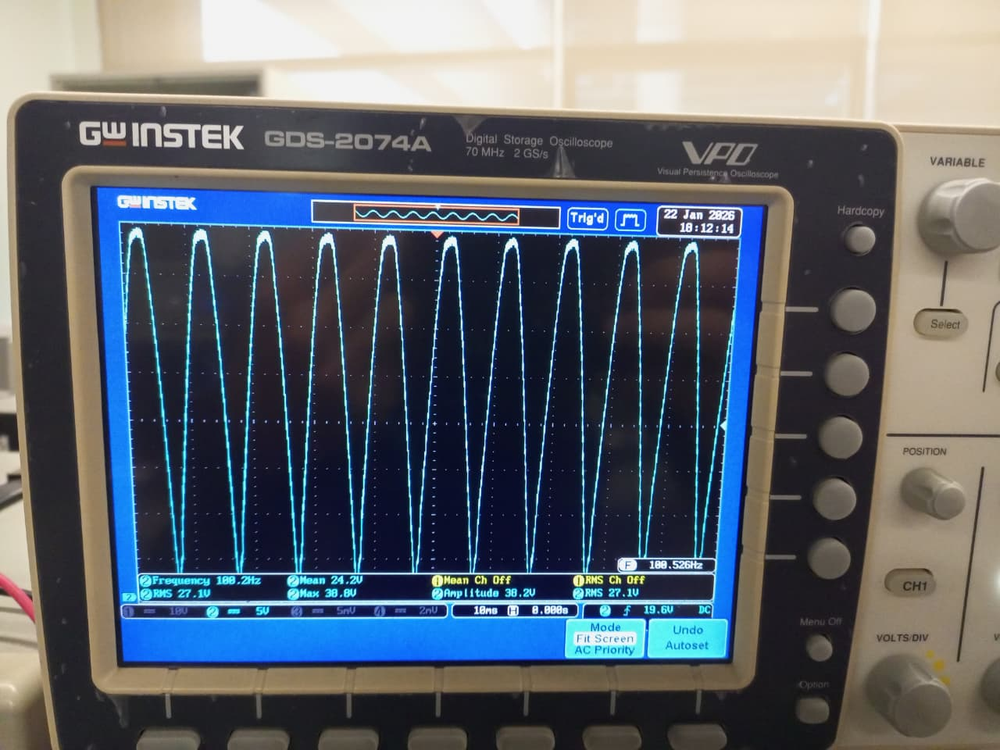 GWINSTEK GDS-2074A
Digital Storage Oscilloscope
70 MHz 2 GS/s
VPO
Visual Persistence Oscilloscope
VARIABLE
Hardcopy
Select
GWINSTEK
Trig'd
22 Jan 2026
18:12:14
POSITION
CH1
Menu Off
VOLTS/DIV
Option
F 100.526Hz
2 Frequency 100.2Hz 2 Mean 24.2V 1 Mean Ch Off 1 RMS Ch Off
2 RMS 27.1V 2 Max 38.8V 2 Amplitude 38.2V 2 RMS 27.1V
1 10V 2 5V 3 5mV 4 2mV 10ms H 0.000s 2 19.6V DC
Mode
Fit Screen
AC Priority
Undo
Autoset